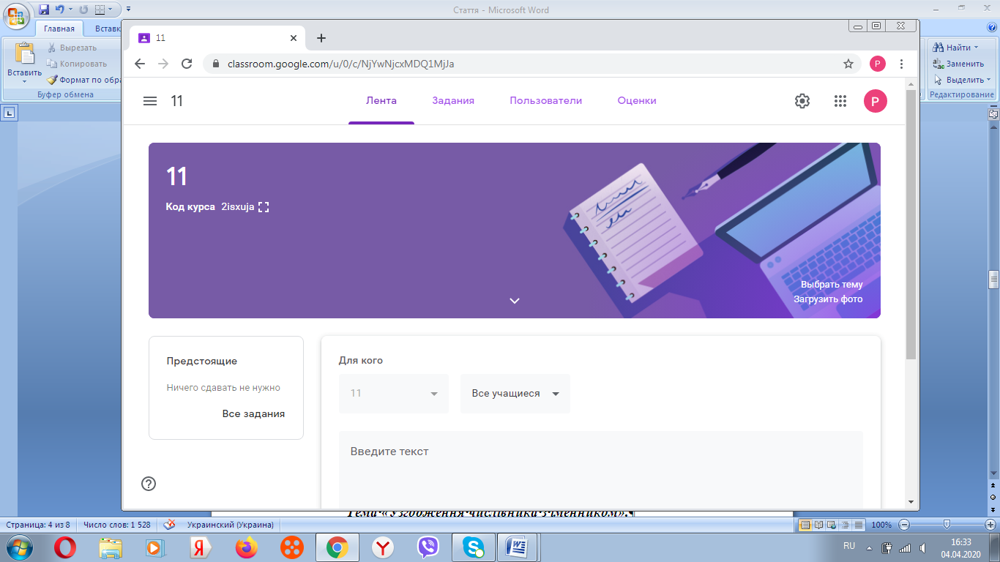 Стаття - Microsoft Word
Главная
Вставк
Вставить
Вырезать
Копировать
Формат по обра
Буфер обмена
Найти
Заменить
Выделить
Редактирование
11
classroom.google.com/u/0/c/NjYwNjcxMDQ1MjJa
P
11
Лента
Задания
Пользователи
Оценки
P
11
Код курса 2isxuja
Выбрать тему
Загрузить фото
Предстоящие
Ничего сдавать не нужно
Все задания
Для кого
11
Все учащиеся
Введите текст
Тема «Узгодження числівника з іменником».
Страница: 4 из 8
Число слов: 1 528
Украинский (Украина)
100%
RU
16:33
04.04.2020